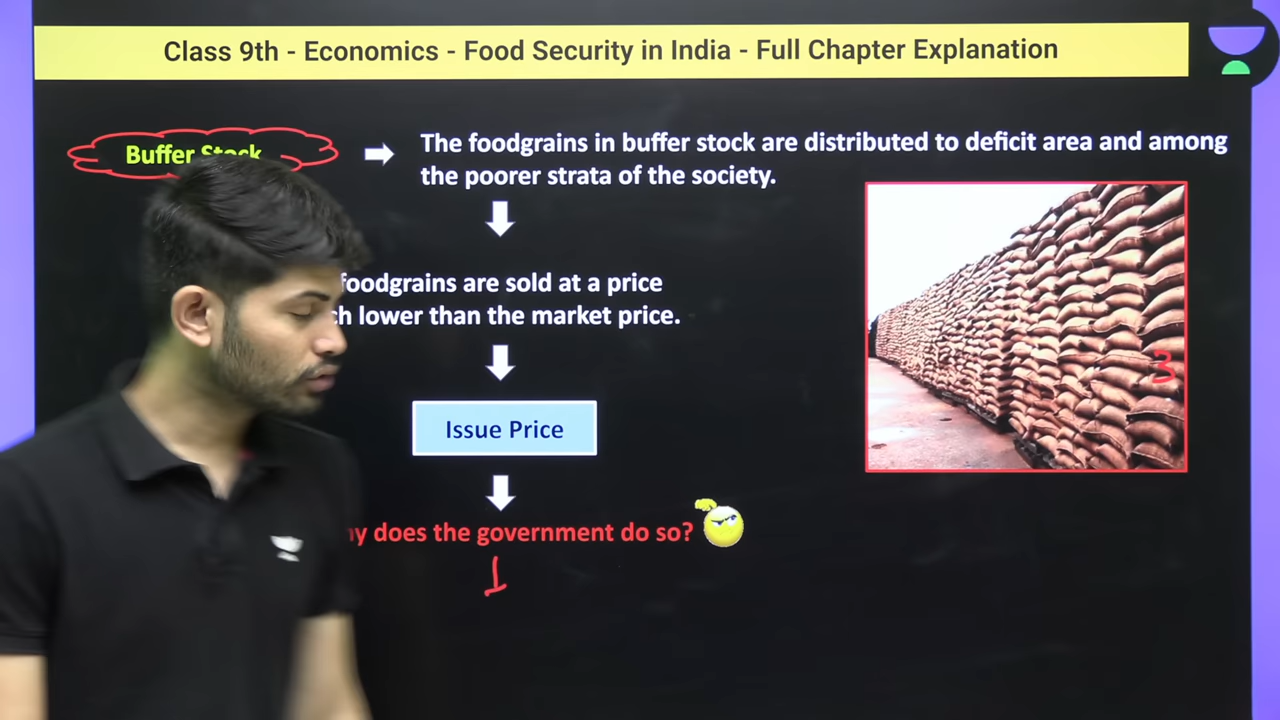 Class 9th - Economics - Food Security in India - Full Chapter Explanation
Buffer Stock
The foodgrains in buffer stock are distributed to deficit area and among
the poorer strata of the society.
foodgrains are sold at a price
lower than the market price.
Issue Price
does the government do so?
I
3